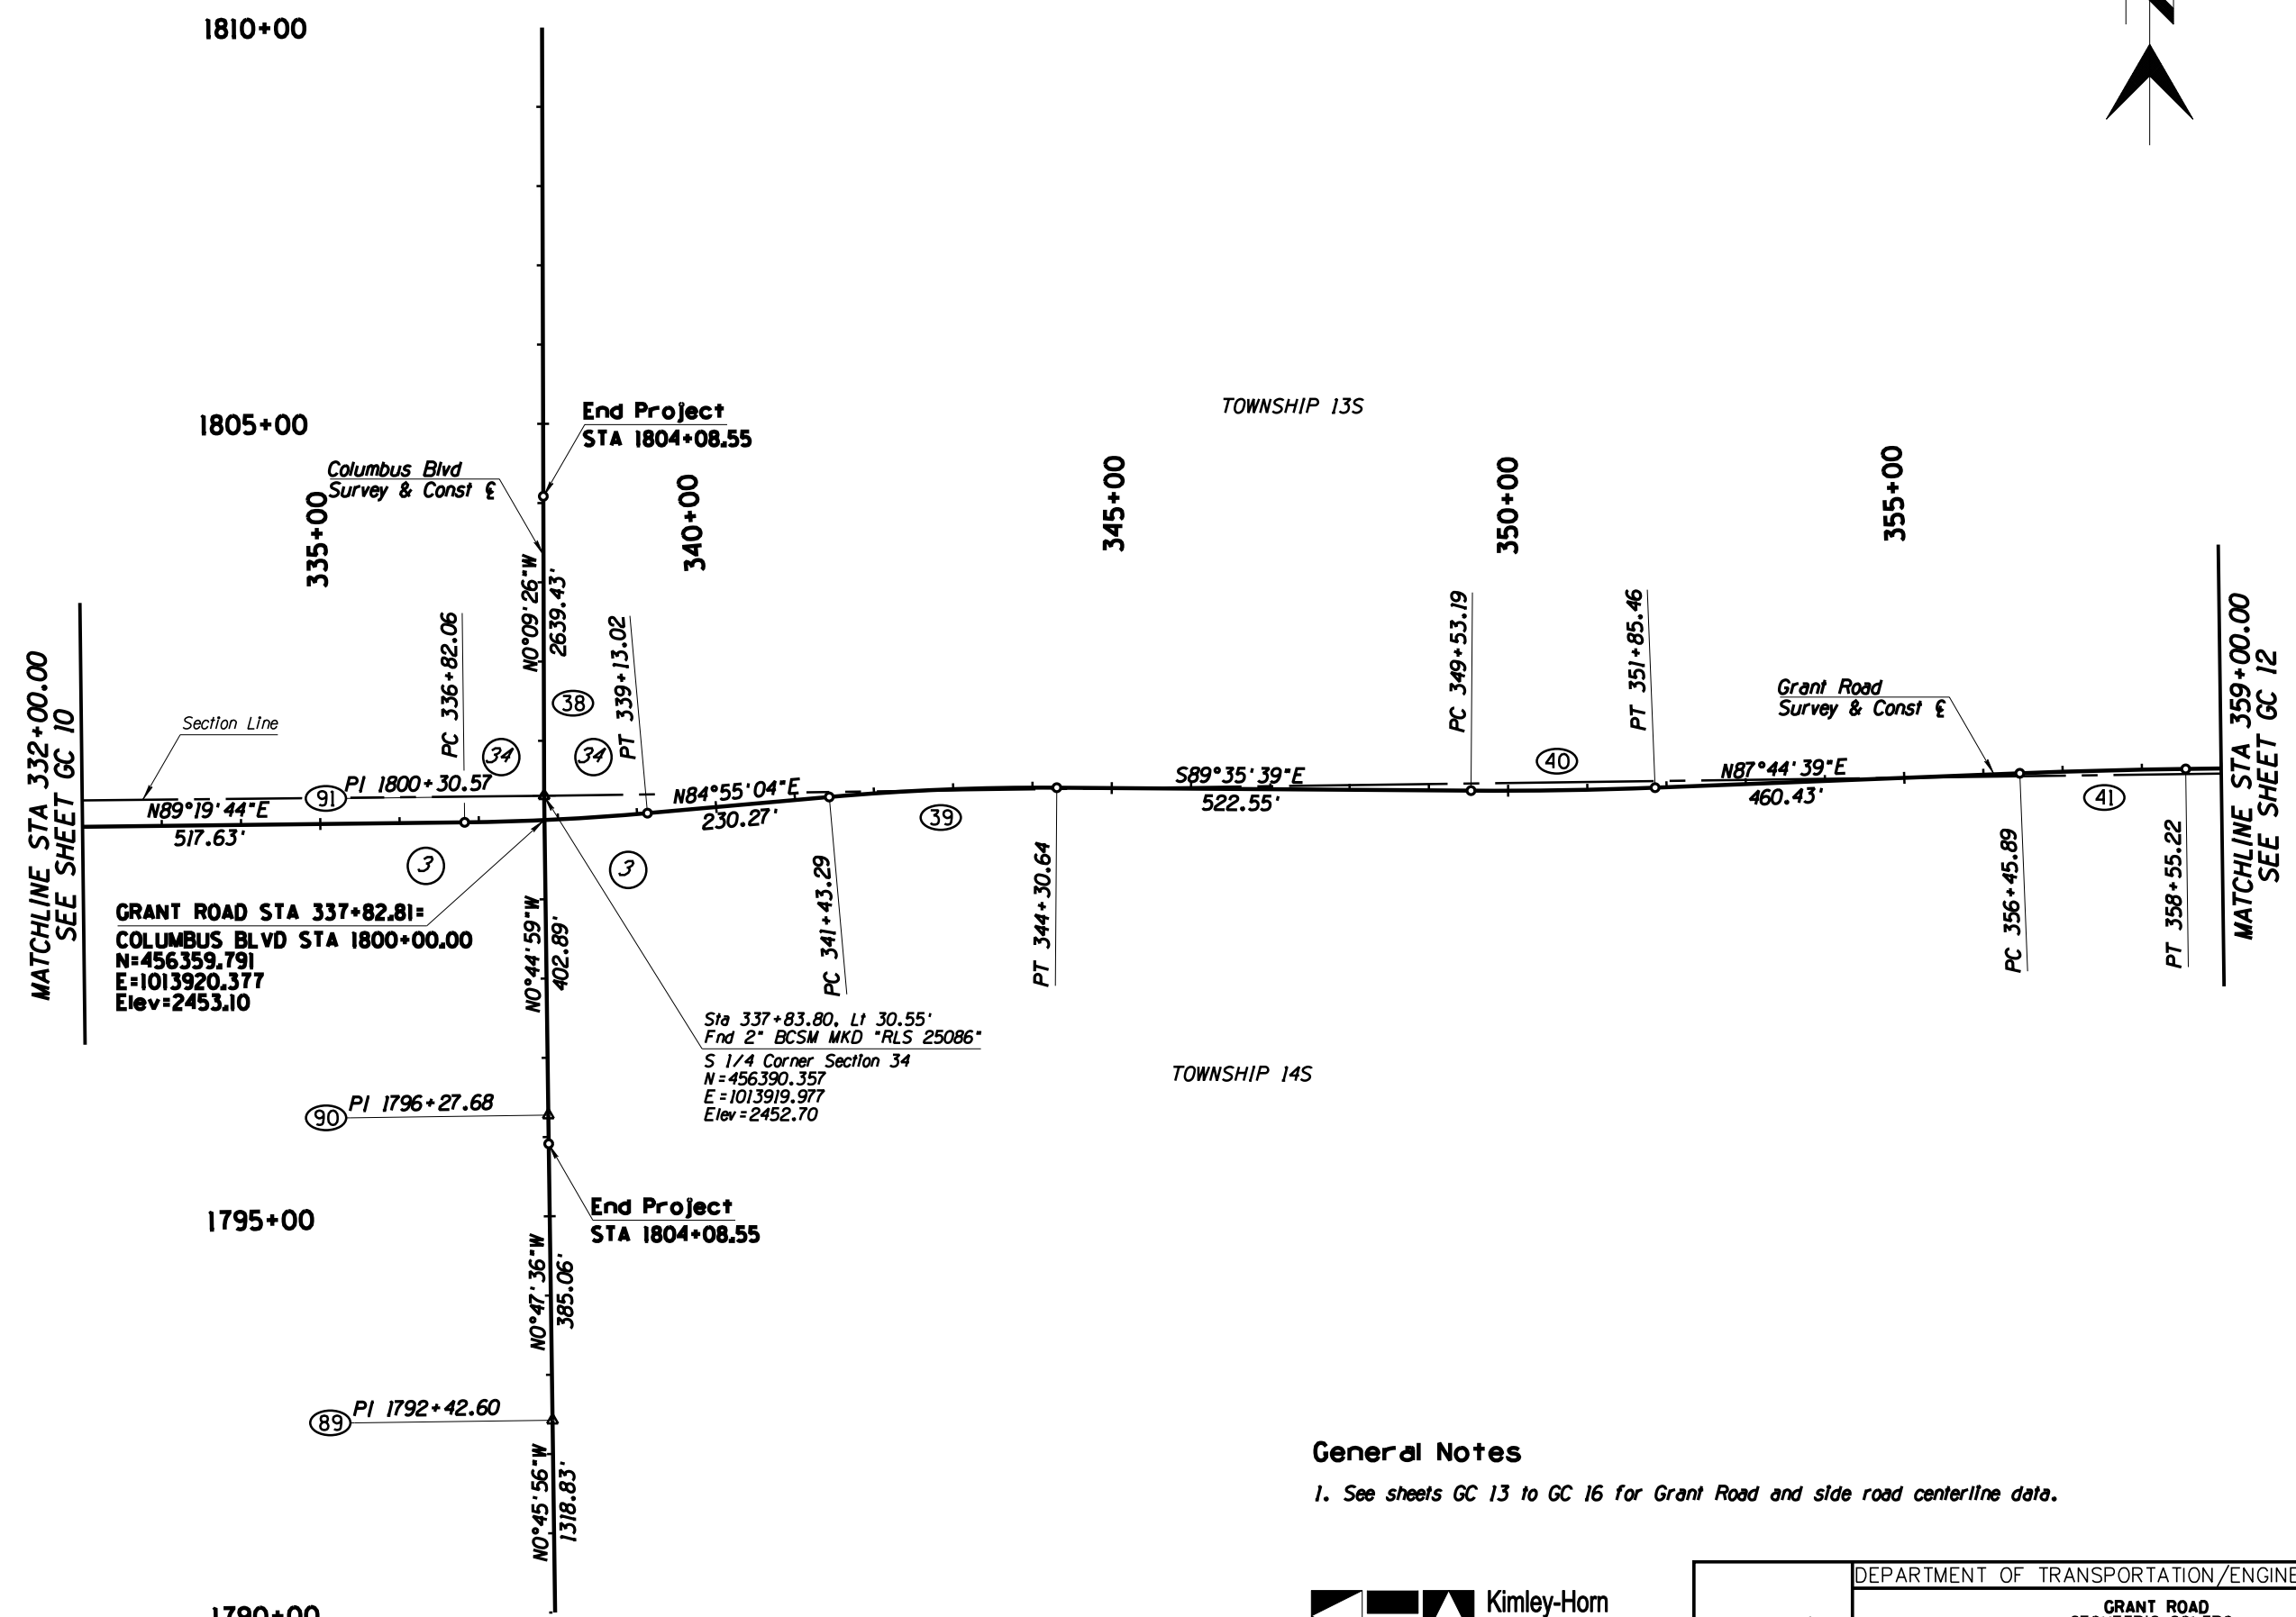 1810+00
1805+00
End Project
STA 1804+08.55
Columbus Blvd
Survey & Const ℄
TOWNSHIP 13S
335+00
340+00
345+00
350+00
355+00
MATCHLINE STA 332+00.00
SEE SHEET GC 10
Section Line
PC 336+82.06
N0°09'26"W
2639.43'
38
PT 339+13.02
34
34
91
PI 1800+30.57
N89°19'44"E
517.63'
N84°55'04"E
230.27'
3
3
39
PC 341+43.29
PT 344+30.64
S89°35'39"E
522.55'
PC 349+53.19
40
PT 351+85.46
N87°44'39"E
460.43'
Grant Road
Survey & Const ℄
PC 356+45.89
41
PT 358+55.22
MATCHLINE STA 359+00.00
SEE SHEET GC 12
GRANT ROAD STA 337+82.81=
COLUMBUS BLVD STA 1800+00.00
N=456359.791
E=1013920.377
Elev=2453.10
N0°44'59"W
402.89'
Sta 337+83.80, Lt 30.55'
Fnd 2" BCSM MKD "RLS 25086"
S 1/4 Corner Section 34
N=456390.357
E=1013919.977
Elev=2452.70
TOWNSHIP 14S
90
PI 1796+27.68
End Project
STA 1804+08.55
1795+00
N0°47'36"W
385.06'
89
PI 1792+42.60
N0°45'56"W
1318.83'
General Notes
1. See sheets GC 13 to GC 16 for Grant Road and side road centerline data.
Kimley-Horn
DEPARTMENT OF TRANSPORTATION/ENGINE
GRANT ROAD
1790+00